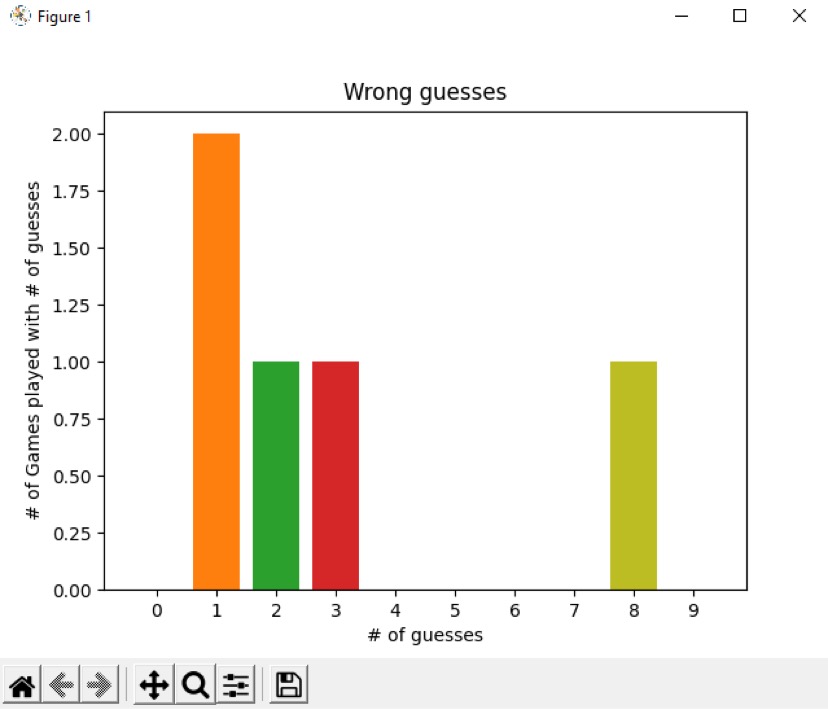 Figure 1
Wrong guesses
# of Games played with # of guesses
2.00
1.75
1.50
1.25
1.00
0.75
0.50
0.25
0.00
0 1 2 3 4 5 6 7 8 9
# of guesses